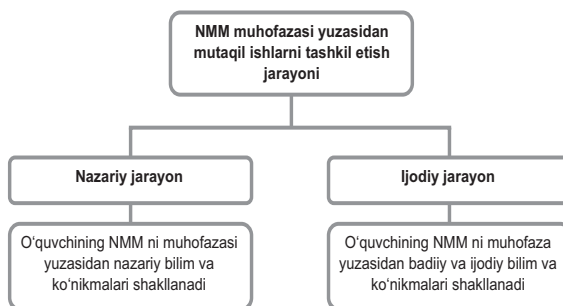 NMM muhofazasi yuzasidan
mutaqil ishlarni tashkil etish
jarayoni
Nazariy jarayon
Ijodiy jarayon
O‘quvchining NMM ni muhofazasi
yuzasidan nazariy bilim va
ko‘nikmalari shakllanadi
O‘quvchining NMM ni muhofaza
yuzasidan badiiy va ijodiy bilim va
ko‘nikmalari shakllanadi